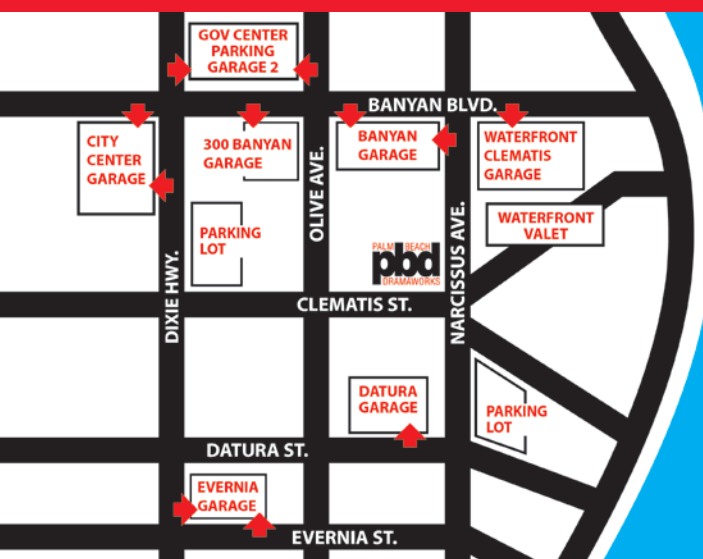 GOV CENTER
PARKING
GARAGE 2
BANYAN BLVD.
CITY
CENTER
GARAGE
300 BANYAN
GARAGE
OLIVE AVE.
BANYAN
GARAGE
WATERFRONT
CLEMATIS
GARAGE
PARKING
LOT
NARCISSUS AVE.
WATERFRONT
VALET
PALM BEACH
pbd
DRAMAWORKS
DIXIE HWY.
CLEMATIS ST.
DATURA
GARAGE
PARKING
LOT
DATURA ST.
EVERNIA
GARAGE
EVERNIA ST.